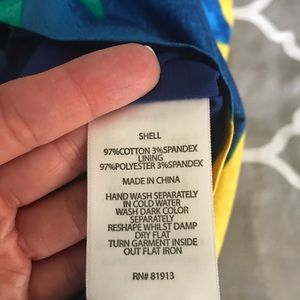 SHELL
97%COTTON 3%SPANDEX
LINING
97%POLYESTER 3%SPANDEX
MADE IN CHINA
HAND WASH SEPARATELY
IN COLD WATER
WASH DARK COLOR
SEPARATELY
RESHAPE WHILST DAMP
DRY FLAT
TURN GARMENT INSIDE
OUT FLAT IRON
RN# 81913